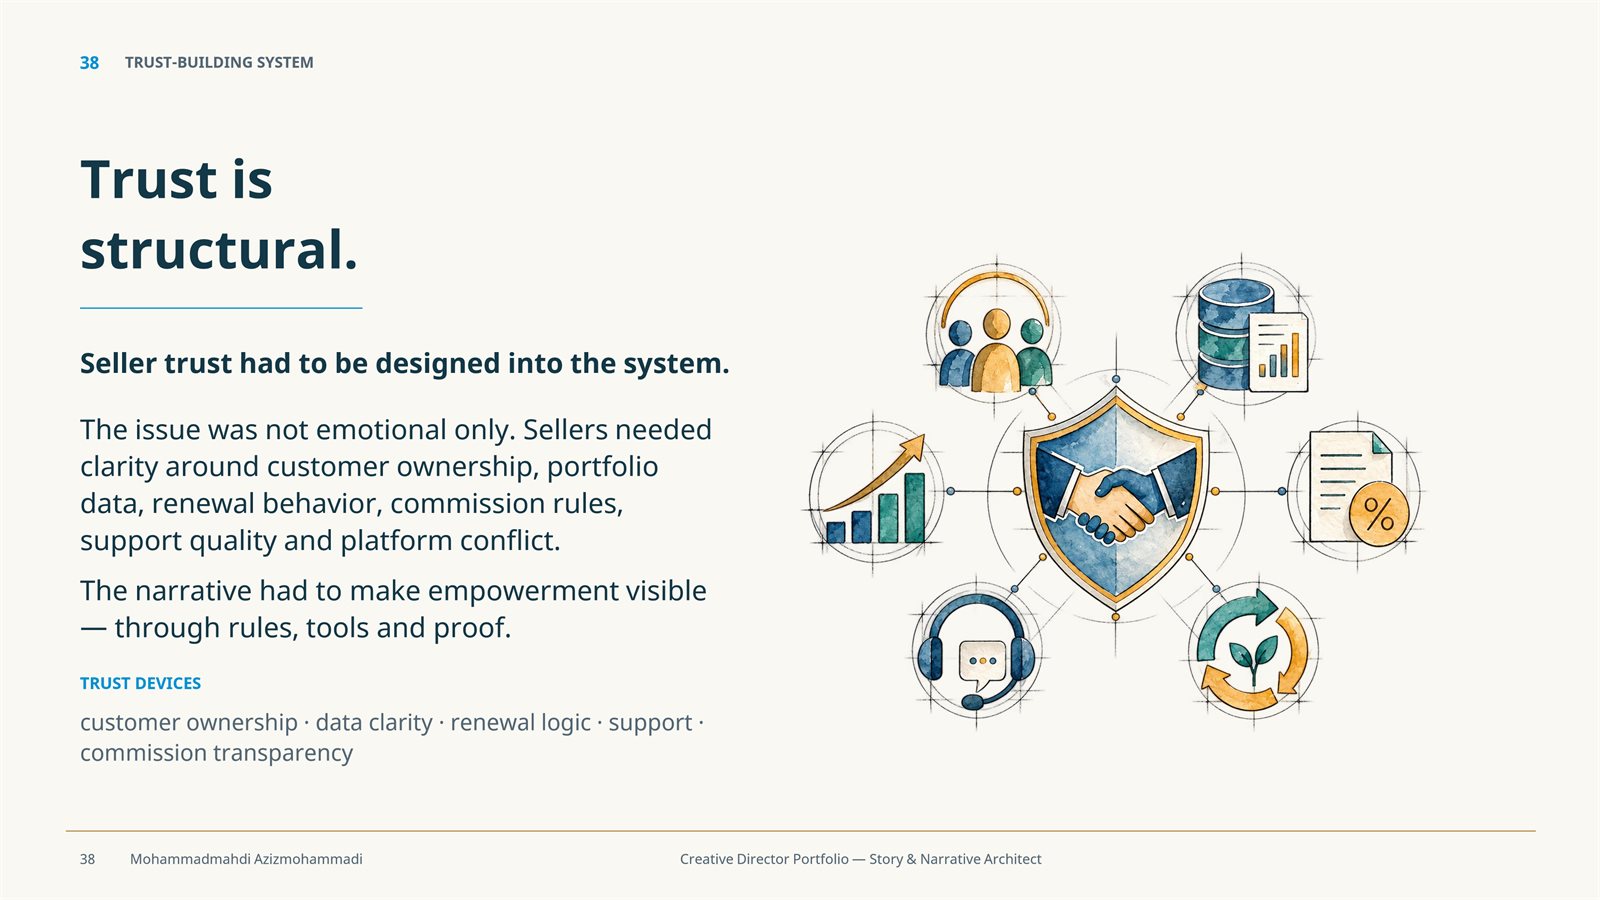 38 TRUST-BUILDING SYSTEM
Trust is
structural.
Seller trust had to be designed into the system.
The issue was not emotional only. Sellers needed
clarity around customer ownership, portfolio
data, renewal behavior, commission rules,
support quality and platform conflict.
The narrative had to make empowerment visible
— through rules, tools and proof.
TRUST DEVICES
customer ownership · data clarity · renewal logic · support ·
commission transparency
%
38 Mohammadmahdi Azizmohammadi Creative Director Portfolio — Story & Narrative Architect